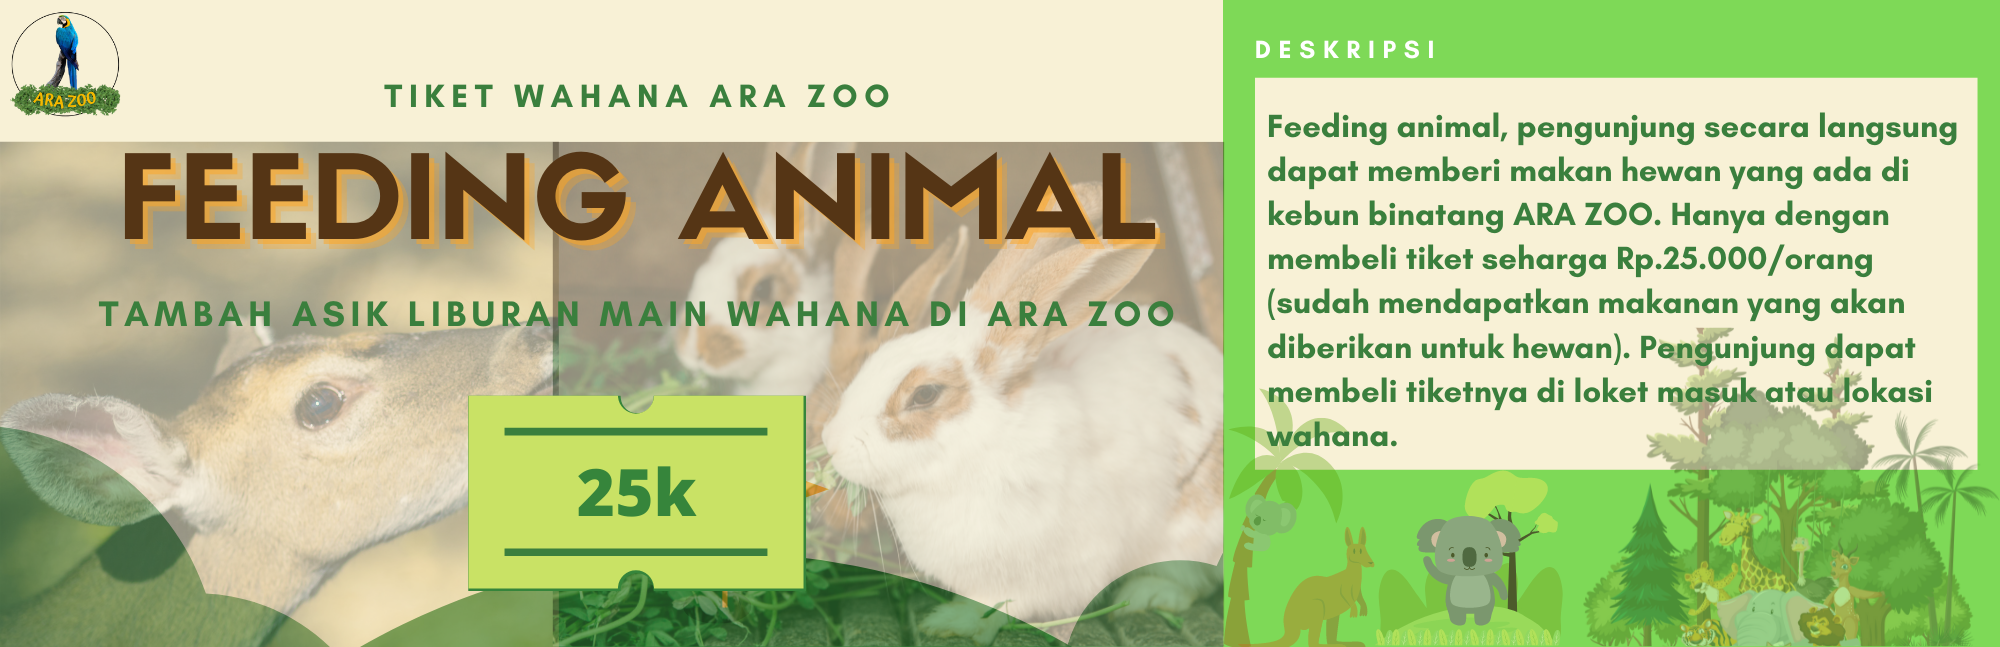 ARA ZOO
TIKET WAHANA ARA ZOO
FEEDING ANIMAL
TAMBAH ASIK LIBURAN MAIN WAHANA DI ARA ZOO
25k
DESKRIPSI
Feeding animal, pengunjung secara langsung
dapat memberi makan hewan yang ada di
kebun binatang ARA ZOO. Hanya dengan
membeli tiket seharga Rp.25.000/orang
(sudah mendapatkan makanan yang akan
diberikan untuk hewan). Pengunjung dapat
membeli tiketnya di loket masuk atau lokasi
wahana.